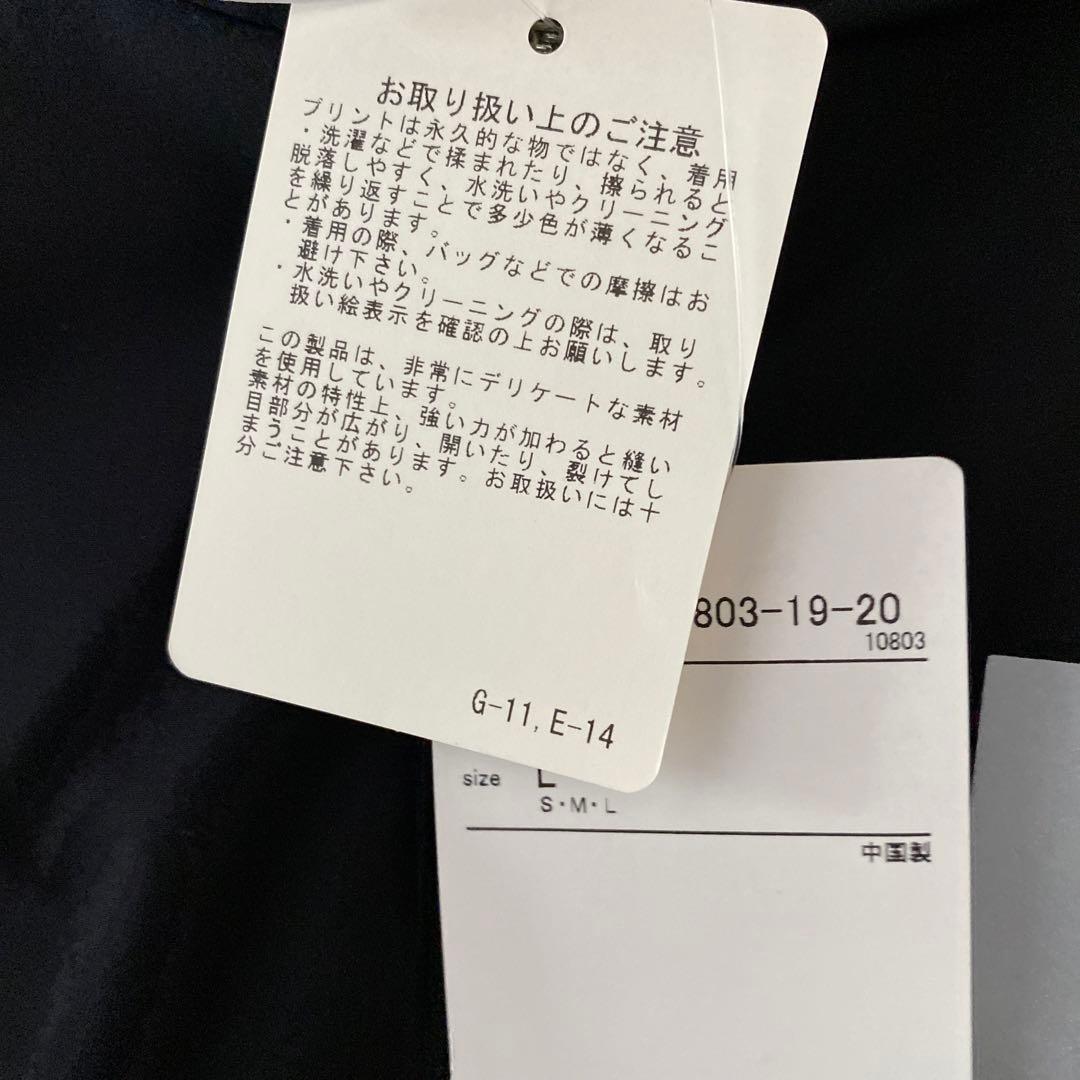 お取り扱い上のご注意
プリントは永久的な物ではなく、着用
・洗濯などで揉まれたり、擦られると
脱落しやすく、水洗いやクリーニング
を繰り返すことで多少色が薄くなるこ
とがあります。
・着用の際、バッグなどでの摩擦はお
避け下さい。
・水洗いやクリーニングの際は、取り
扱い絵表示を確認の上お願いします。
この製品は、非常にデリケートな素材
を使用しています。
素材の特性上、強い力が加わると縫い
目部分が広がり、開いたり、裂けてし
まうことがあります。お取扱いには十
分ご注意下さい。
G-11, E-14
803-19-20
10803
size L
S・M・L
中国製